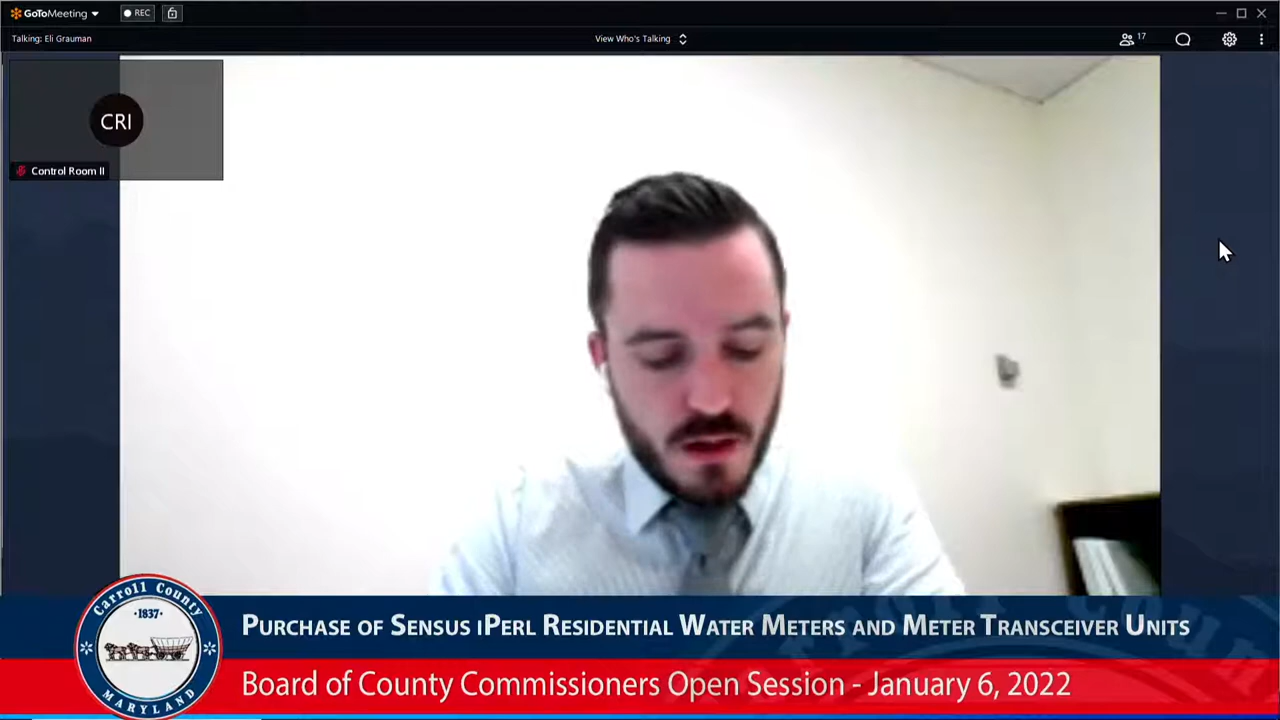 GoToMeeting
REC
Talking: Eli Grauman
View Who's Talking
17
CRI
Control Room II
Carroll County
·1837·
MARYLAND
Purchase of Sensus iPerl Residential Water Meters and Meter Transceiver Units
Board of County Commissioners Open Session - January 6, 2022